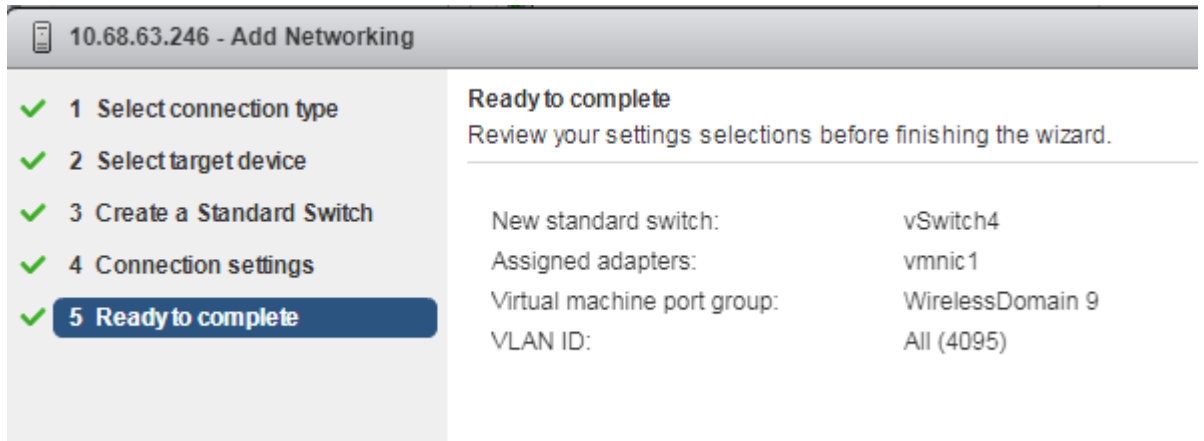 10.68.63.246 - Add Networking
1 Select connection type
2 Select target device
3 Create a Standard Switch
4 Connection settings
5 Ready to complete
Ready to complete
Review your settings selections before finishing the wizard.
New standard switch: vSwitch4
Assigned adapters: vmnic1
Virtual machine port group: WirelessDomain 9
VLAN ID: All (4095)